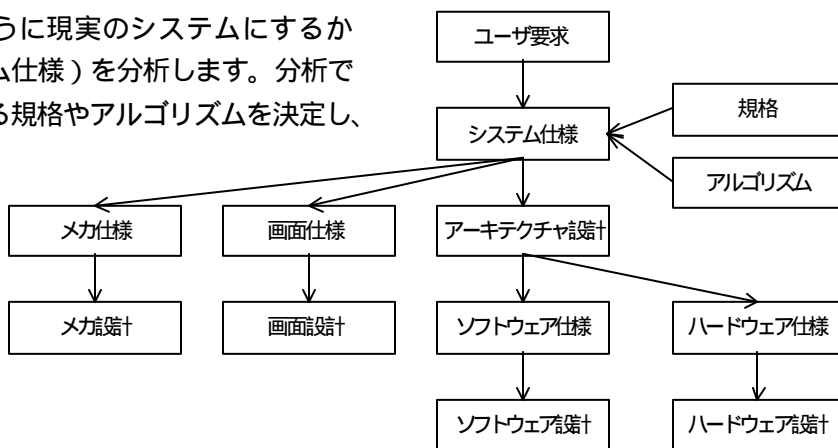 うに現実のシステムにするか
ム仕様）を分析します。分析で
る規格やアルゴリズムを決定し、
ユーザ要求
システム仕様
規格
アルゴリズム
メカ仕様
画面仕様
アーキテクチャ設計
メカ設計
画面設計
ソフトウェア仕様
ハードウェア仕様
ソフトウェア設計
ハードウェア設計